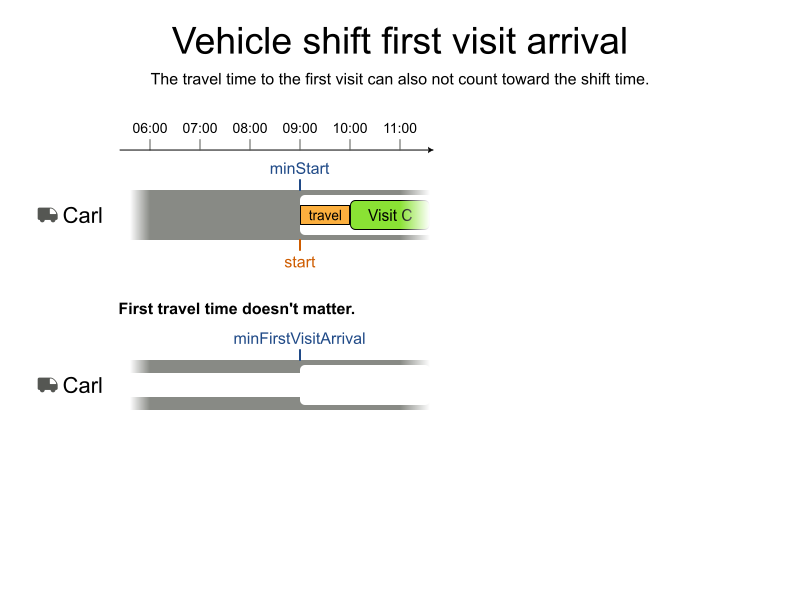 Vehicle shift first visit arrival
The travel time to the first visit can also not count toward the shift time.
06:00 07:00 08:00 09:00 10:00 11:00
minStart
Carl
travel
Visit C
start
First travel time doesn't matter.
minFirstVisitArrival
Carl